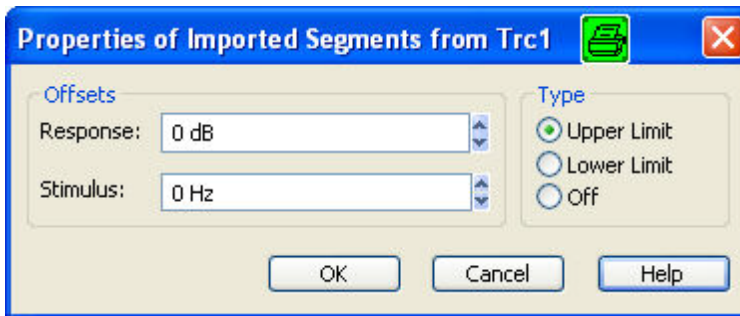 Properties of Imported Segments from Trc1
Offsets
Response: 0 dB
Stimulus: 0 Hz
Type
Upper Limit
Lower Limit
Off
OK Cancel Help